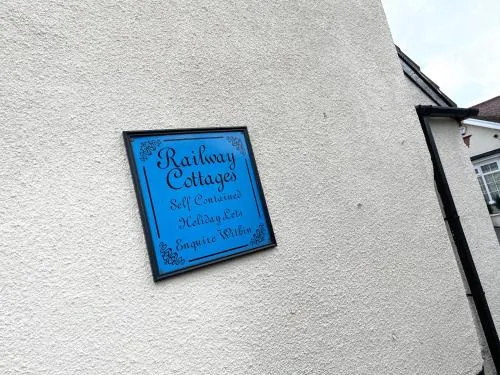 Railway
Cottages
Self Contained
Holiday Lets
Enquire Within